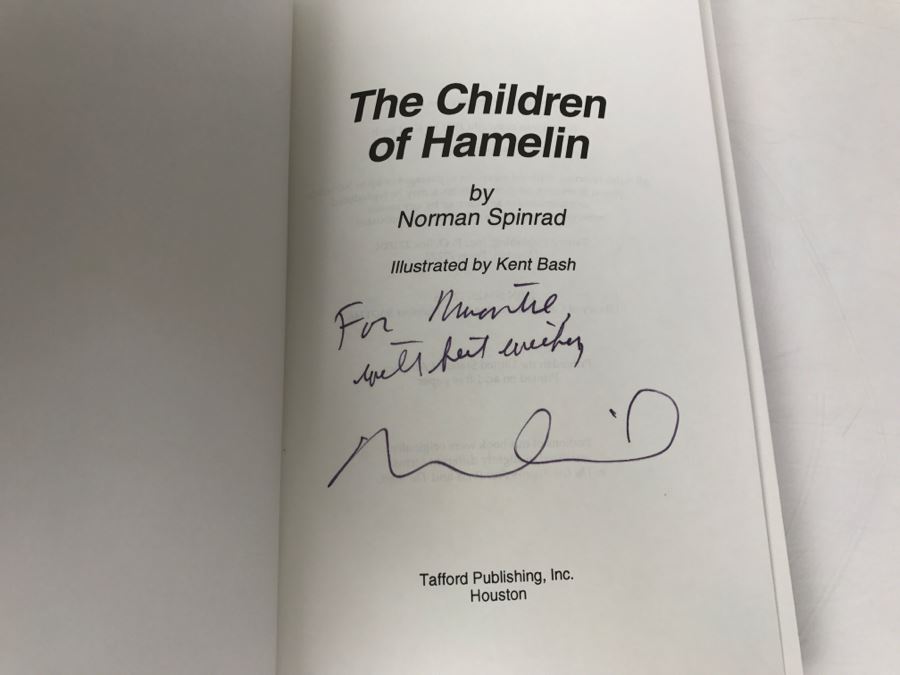 The Children
of Hamelin
by
Norman Spinrad
Illustrated by Kent Bash
For
with best wishes
Tafford Publishing, Inc.
Houston